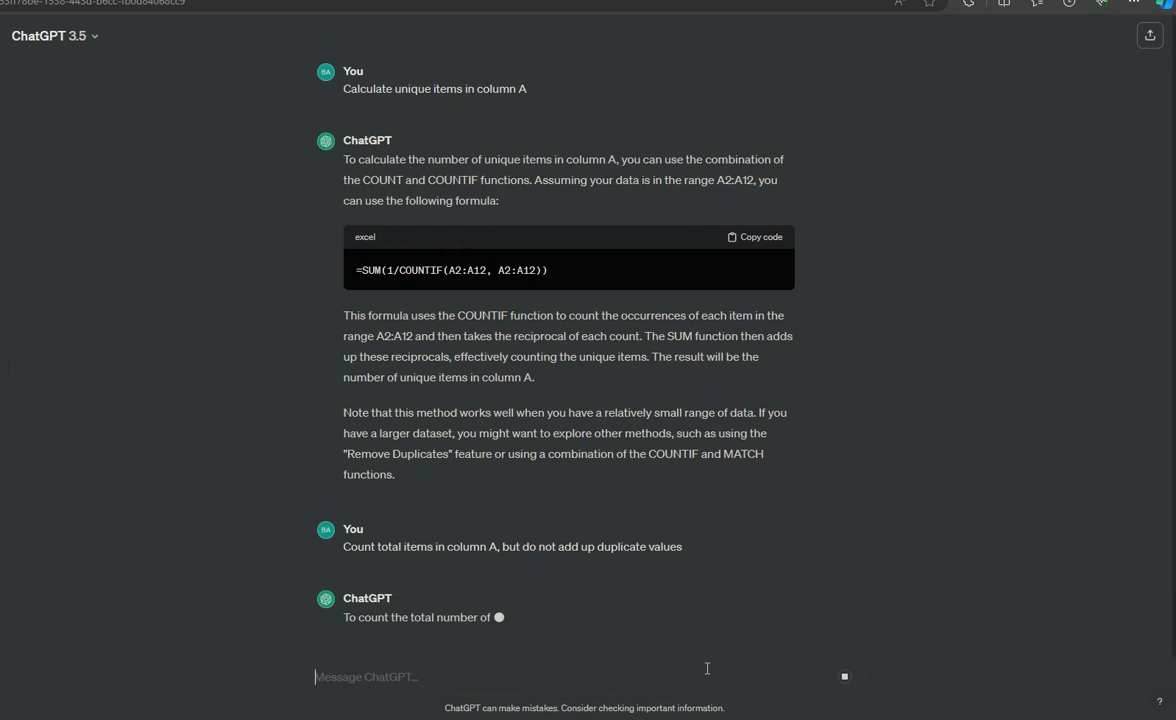 ChatGPT 3.5
BA
You
Calculate unique items in column A
ChatGPT
To calculate the number of unique items in column A, you can use the combination of
the COUNT and COUNTIF functions. Assuming your data is in the range A2:A12, you
can use the following formula:
excel
Copy code
=SUM(1/COUNTIF(A2:A12, A2:A12))
This formula uses the COUNTIF function to count the occurrences of each item in the
range A2:A12 and then takes the reciprocal of each count. The SUM function then adds
up these reciprocals, effectively counting the unique items. The result will be the
number of unique items in column A.
Note that this method works well when you have a relatively small range of data. If you
have a larger dataset, you might want to explore other methods, such as using the
"Remove Duplicates" feature or using a combination of the COUNTIF and MATCH
functions.
BA
You
Count total items in column A, but do not add up duplicate values
ChatGPT
To count the total number of
Message ChatGPT...
ChatGPT can make mistakes. Consider checking important information.
?